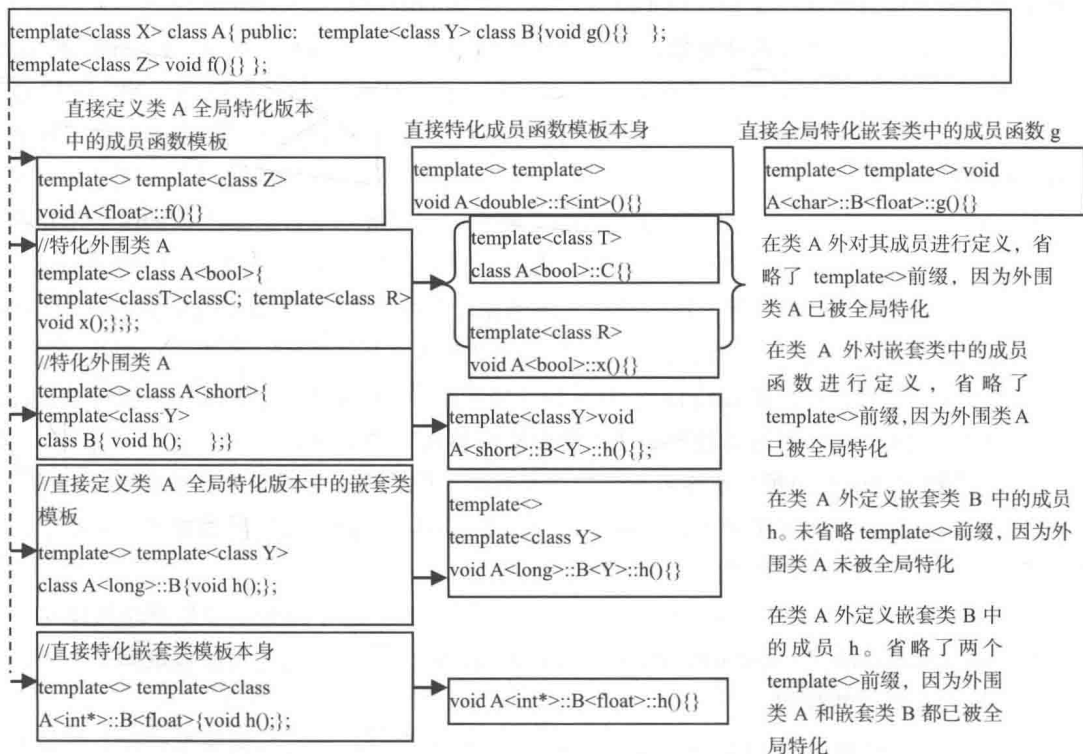 template<class X> class A{ public: template<class Y> class B{void g(){} };
template<class Z> void f(){} };
直接定义类 A 全局特化版本
中的成员函数模板
template<> template<class Z>
void A<float>::f(){}
直接特化成员函数模板本身
template<> template<>
void A<double>::f<int>(){}
直接全局特化嵌套类中的成员函数 g
template<> template<> void
A<char>::B<float>::g(){}
//特化外围类 A
template<> class A<bool>{
template<classT>classC; template<class R>
void x();};};
template<class T>
class A<bool>::C{}
template<class R>
void A<bool>::x(){}
在类 A 外对其成员进行定义，省
略了 template<>前缀，因为外围
类 A 已被全局特化
//特化外围类 A
template<> class A<short>{
template<class Y>
class B{ void h(); };}
template<classY>void
A<short>::B<Y>::h(){};
在类 A 外对嵌套类中的成员
函数进行定义，省略了
template<>前缀,因为外围类 A
已被全局特化
//直接定义类 A 全局特化版本中的嵌套类
模板
template<> template<class Y>
class A<long>::B{void h();};
template<>
template<class Y>
void A<long>::B<Y>::h(){}
在类 A 外定义嵌套类 B 中的成员
h。未省略 template<>前缀，因为外
围类 A 未被全局特化
//直接特化嵌套类模板本身
template<> template<>class
A<int*>::B<float>{void h();};
void A<int*>::B<float>::h(){}
在类 A 外定义嵌套类 B 中
的成员 h。省略了两个
template<>前缀，因为外围
类 A 和嵌套类 B 都已被全
局特化